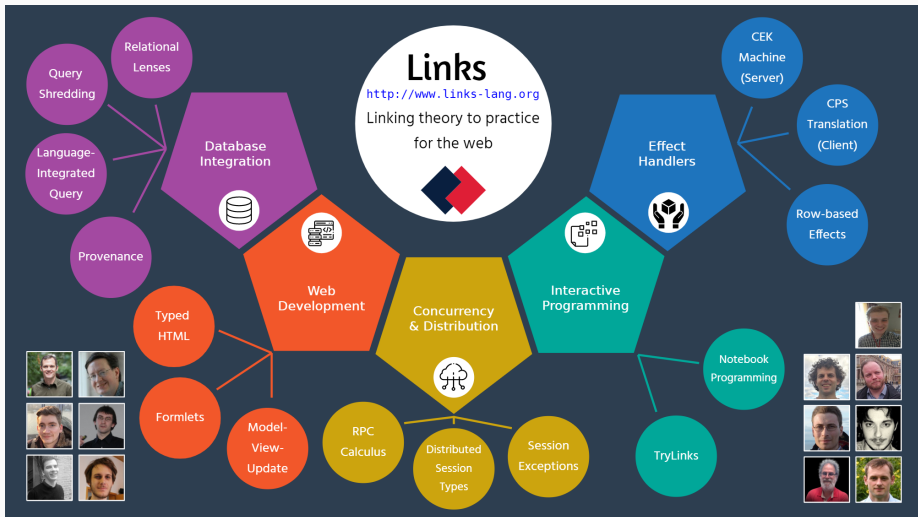 Links
http://www.links-lang.org
Linking theory to practice
for the web
Database
Integration
Relational
Lenses
Query
Shredding
Language-
Integrated
Query
Provenance
Web
Development
Typed
HTML
Formlets
Model-
View-
Update
Concurrency
& Distribution
RPC
Calculus
Distributed
Session
Types
Session
Exceptions
Interactive
Programming
Notebook
Programming
TryLinks
Effect
Handlers
CEK
Machine
(Server)
CPS
Translation
(Client)
Row-based
Effects